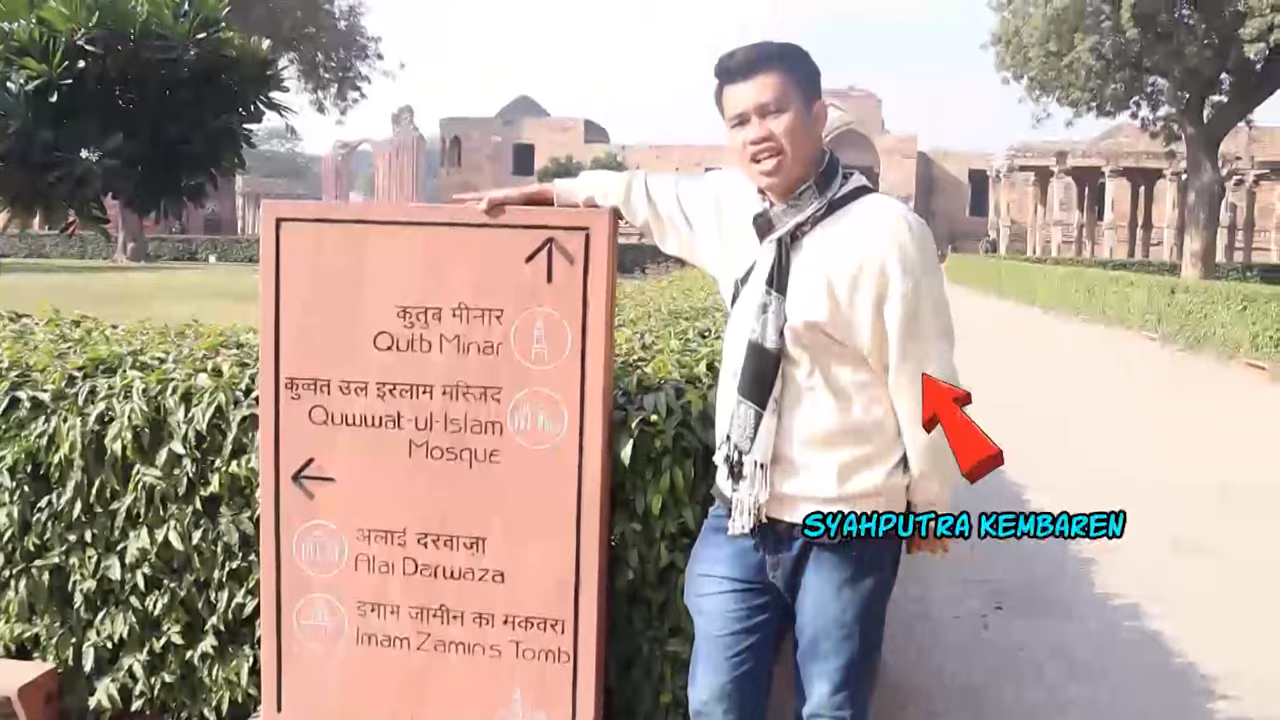 कुतुब मीनार
Qutb Minar
कुव्वत उल इस्लाम मस्जिद
Quwwat-ul-Islam
Mosque
अलाई दरवाज़ा
Alai Darwaza
इमाम ज़ामीन का मकबरा
Imam Zamin's Tomb
SYAHPUTRA KEMBAREN